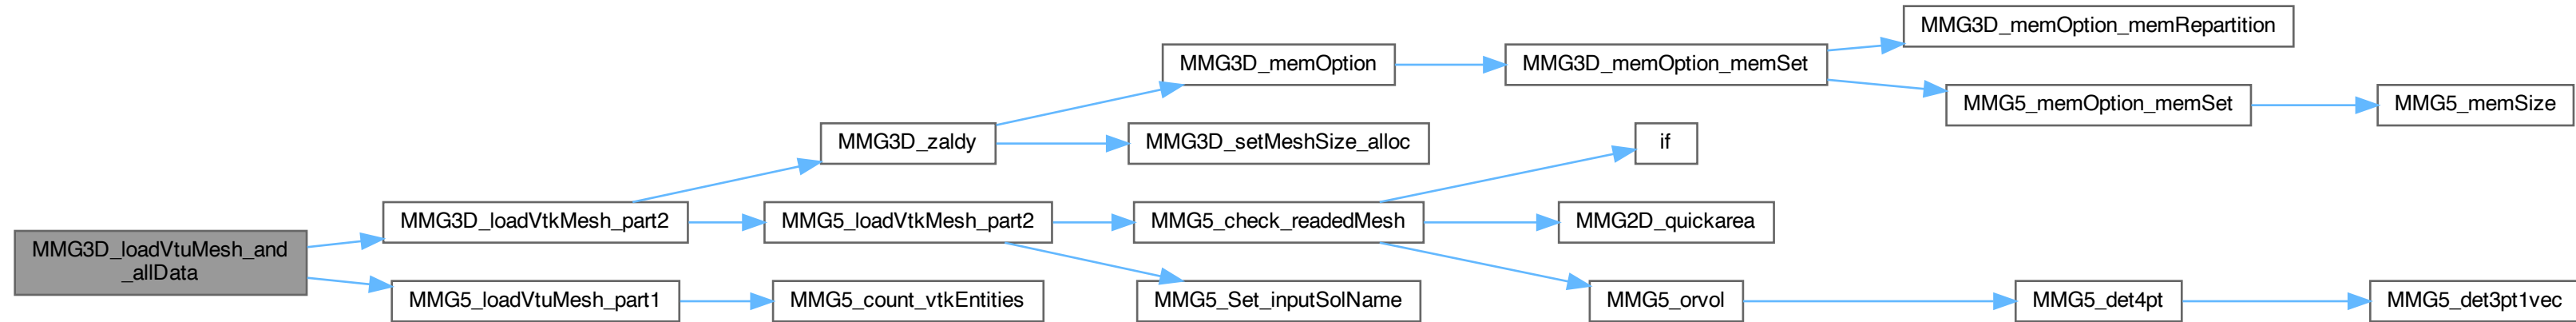 MMG3D_loadVtuMesh_and
_allData
MMG3D_loadVtkMesh_part2
MMG3D_zaldy
MMG3D_memOption
MMG3D_memOption_memSet
MMG3D_memOption_memRepartition
MMG5_memOption_memSet
MMG5_memSize
MMG3D_setMeshSize_alloc
MMG5_loadVtkMesh_part2
MMG5_check_readedMesh
if
MMG2D_quickarea
MMG5_orvol
MMG5_det4pt
MMG5_det3pt1vec
MMG5_Set_inputSolName
MMG5_loadVtuMesh_part1
MMG5_count_vtkEntities